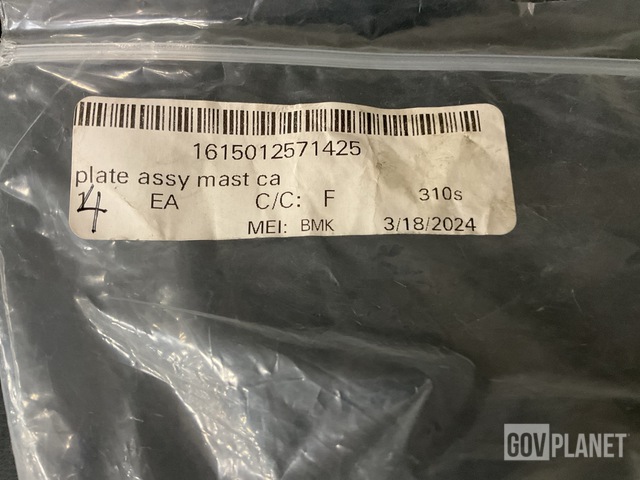 1615012571425
plate assy mast ca
4 EA C/C: F 310s
MEI: BMK 3/18/2024
GOVPLANET